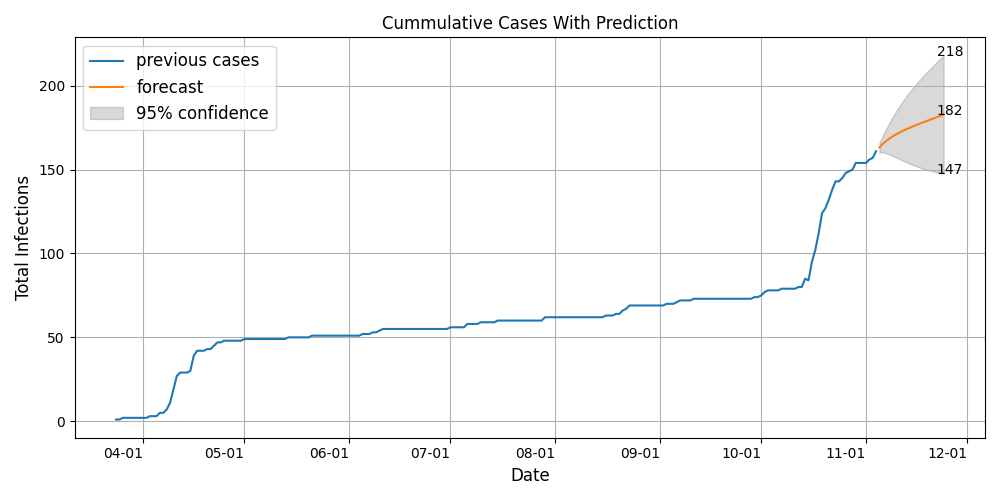 Cummulative Cases With Prediction
previous cases
forecast
95% confidence
218
182
147
200
150
100
50
0
Total Infections
04-01 05-01 06-01 07-01 08-01 09-01 10-01 11-01 12-01
Date